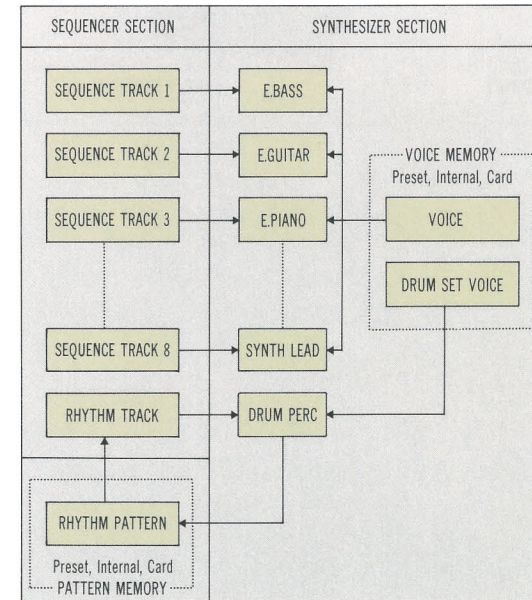 SEQUENCER SECTION
SYNTHESIZER SECTION
SEQUENCE TRACK 1
E.BASS
SEQUENCE TRACK 2
E.GUITAR
VOICE MEMORY
Preset, Internal, Card
SEQUENCE TRACK 3
E.PIANO
VOICE
DRUM SET VOICE
SEQUENCE TRACK 8
SYNTH LEAD
RHYTHM TRACK
DRUM PERC
RHYTHM PATTERN
Preset, Internal, Card
PATTERN MEMORY